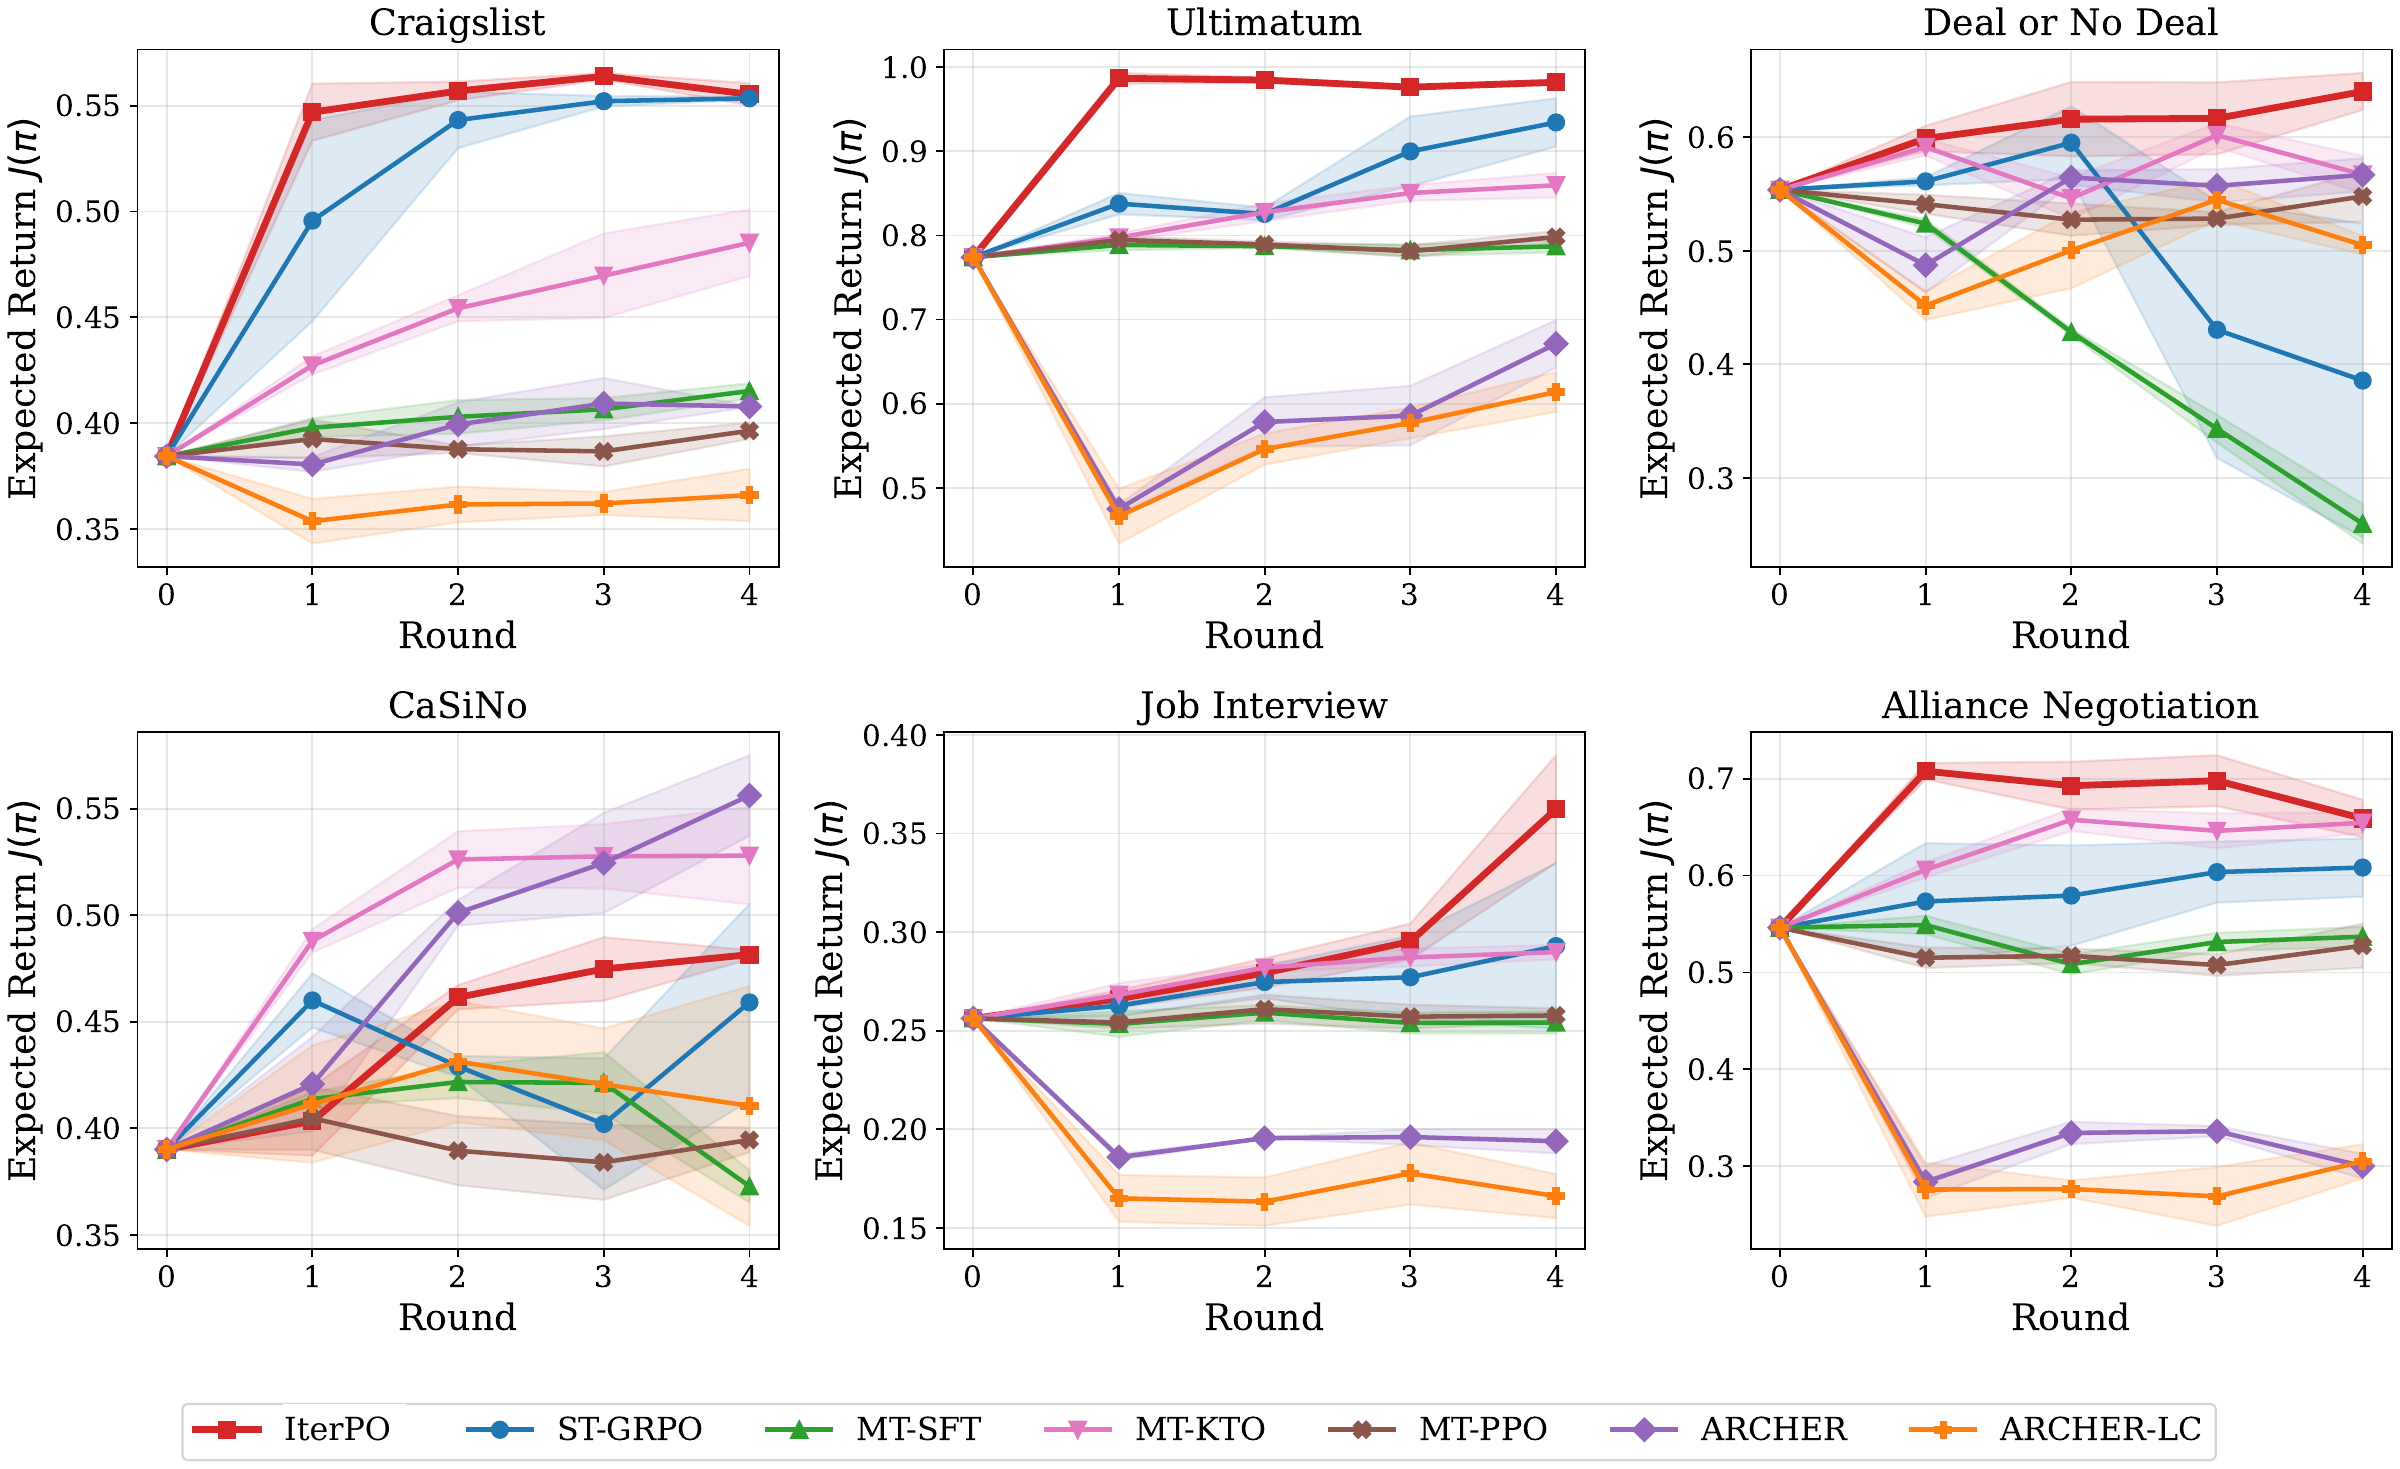 Craigslist
Expected Return J(π)
0.55
0.50
0.45
0.40
0.35
0 1 2 3 4
Round
Ultimatum
Expected Return J(π)
1.0
0.9
0.8
0.7
0.6
0.5
0 1 2 3 4
Round
Deal or No Deal
Expected Return J(π)
0.6
0.5
0.4
0.3
0 1 2 3 4
Round
CaSiNo
Expected Return J(π)
0.55
0.50
0.45
0.40
0.35
0 1 2 3 4
Round
Job Interview
Expected Return J(π)
0.40
0.35
0.30
0.25
0.20
0.15
0 1 2 3 4
Round
Alliance Negotiation
Expected Return J(π)
0.7
0.6
0.5
0.4
0.3
0 1 2 3 4
Round
IterPO ST-GRPO MT-SFT MT-KTO MT-PPO ARCHER ARCHER-LC